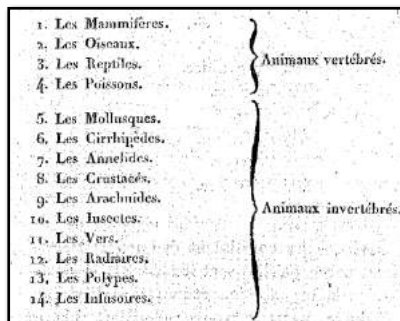 1. Les Mammifères.
2. Les Oiseaux.
3. Les Reptiles.
4. Les Poissons.
Animaux vertébrés.
5. Les Mollusques.
6. Les Cirrhipèdes.
7. Les Annelides.
8. Les Crustacés.
9. Les Arachnides.
10. Les Insectes.
11. Les Vers.
12. Les Radiaires.
13. Les Polypes.
14. Les Infusoires.
Animaux invertébrés.